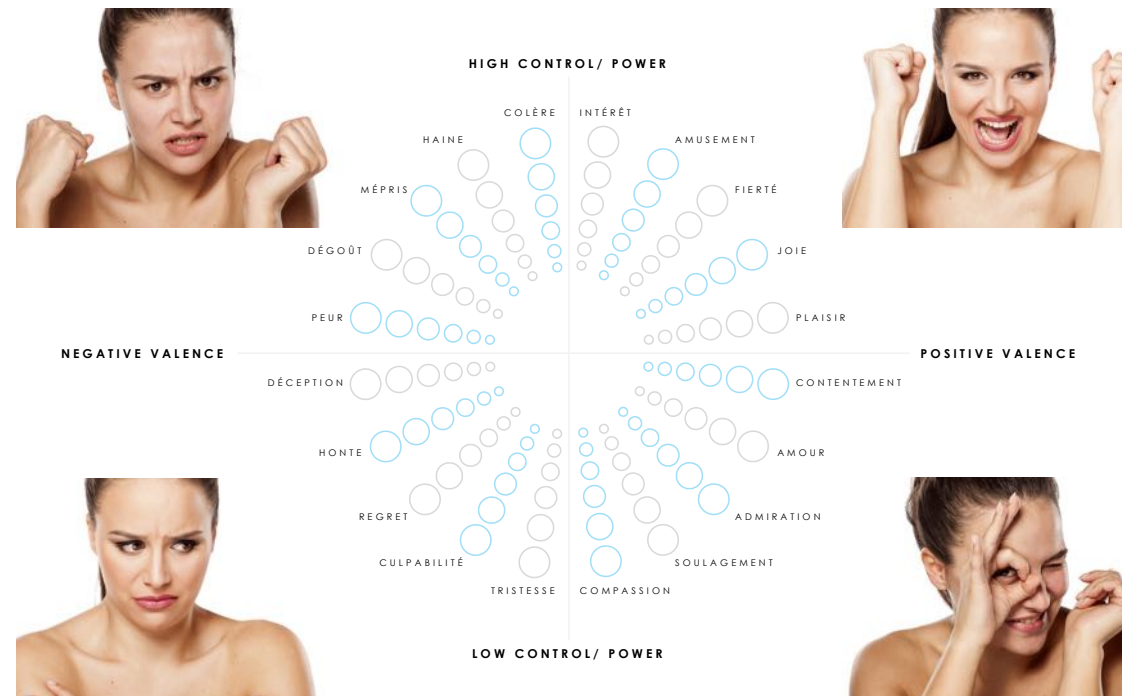 HIGH CONTROL/ POWER
COLÈRE
INTÉRÊT
HAINE
AMUSEMENT
MÉPRIS
FIERTÉ
DÉGOÛT
JOIE
PEUR
PLAISIR
NEGATIVE VALENCE
POSITIVE VALENCE
DÉCEPTION
CONTENTEMENT
HONTE
AMOUR
REGRET
ADMIRATION
CULPABILITÉ
SOULAGEMENT
TRISTESSE
COMPASSION
LOW CONTROL/ POWER